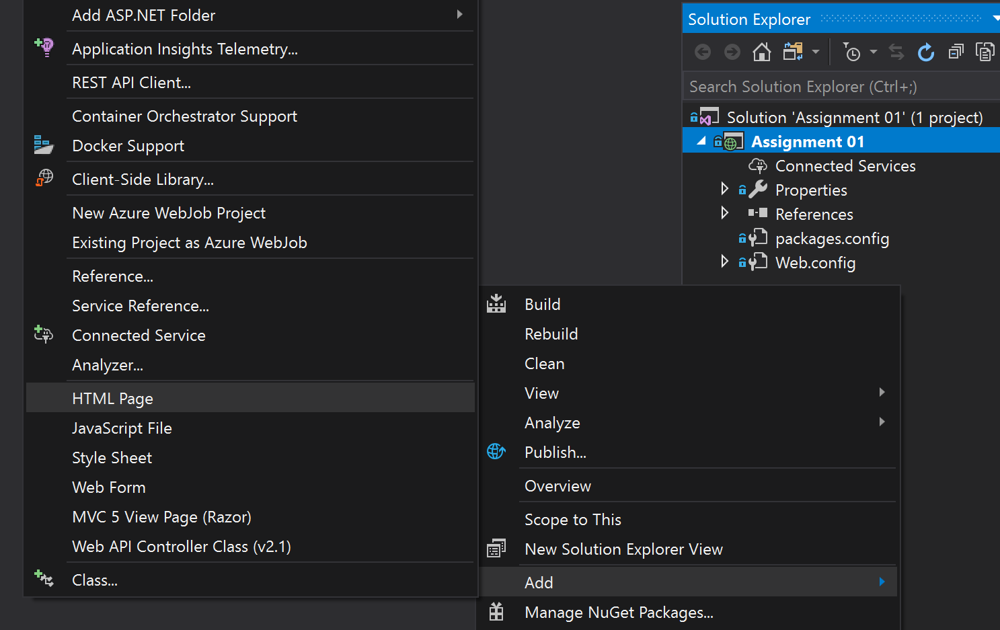 Add ASP.NET Folder
Application Insights Telemetry...
REST API Client...
Container Orchestrator Support
Docker Support
Client-Side Library...
New Azure WebJob Project
Existing Project as Azure WebJob
Reference...
Service Reference...
Connected Service
Analyzer...
HTML Page
JavaScript File
Style Sheet
Web Form
MVC 5 View Page (Razor)
Web API Controller Class (v2.1)
Class...
Solution Explorer
Search Solution Explorer (Ctrl+;)
Solution 'Assignment 01' (1 project)
Assignment 01
Connected Services
Properties
References
packages.config
Web.config
Build
Rebuild
Clean
View
Analyze
Publish...
Overview
Scope to This
New Solution Explorer View
Add
Manage NuGet Packages...